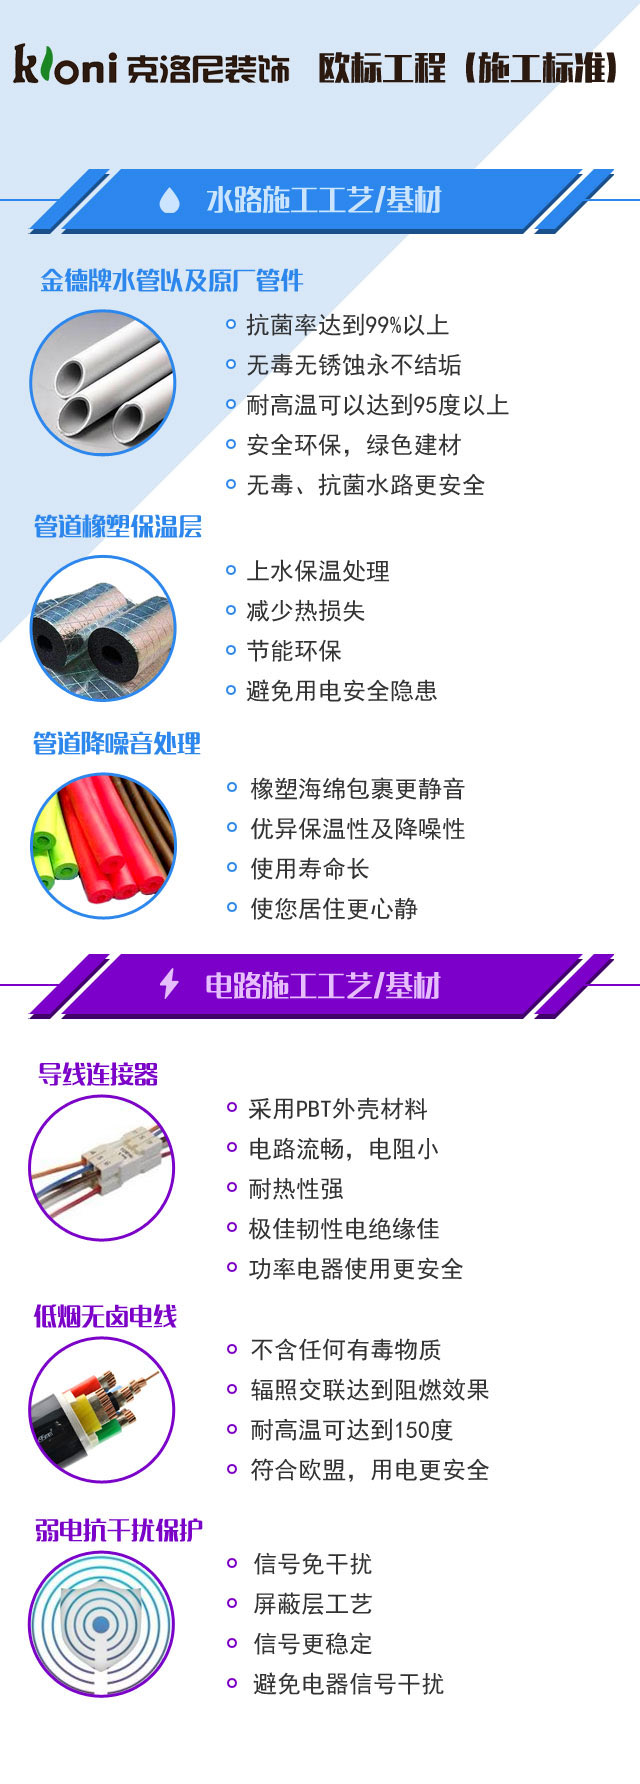 kloni 克洛尼装饰 欧标工程（施工标准）
水路施工工艺/基材
金德牌水管以及原厂管件
抗菌率达到99%以上
无毒无锈蚀永不结垢
耐高温可以达到95度以上
安全环保，绿色建材
无毒、抗菌水路更安全
管道橡塑保温层
上水保温处理
减少热损失
节能环保
避免用电安全隐患
管道降噪音处理
橡塑海绵包裹更静音
优异保温性及降噪性
使用寿命长
使您居住更心静
电路施工工艺/基材
导线连接器
采用PBT外壳材料
电路流畅，电阻小
耐热性强
极佳韧性电绝缘佳
功率电器使用更安全
低烟无卤电线
不含任何有毒物质
辐照交联达到阻燃效果
耐高温可达到150度
符合欧盟，用电更安全
弱电抗干扰保护
信号免干扰
屏蔽层工艺
信号更稳定
避免电器信号干扰